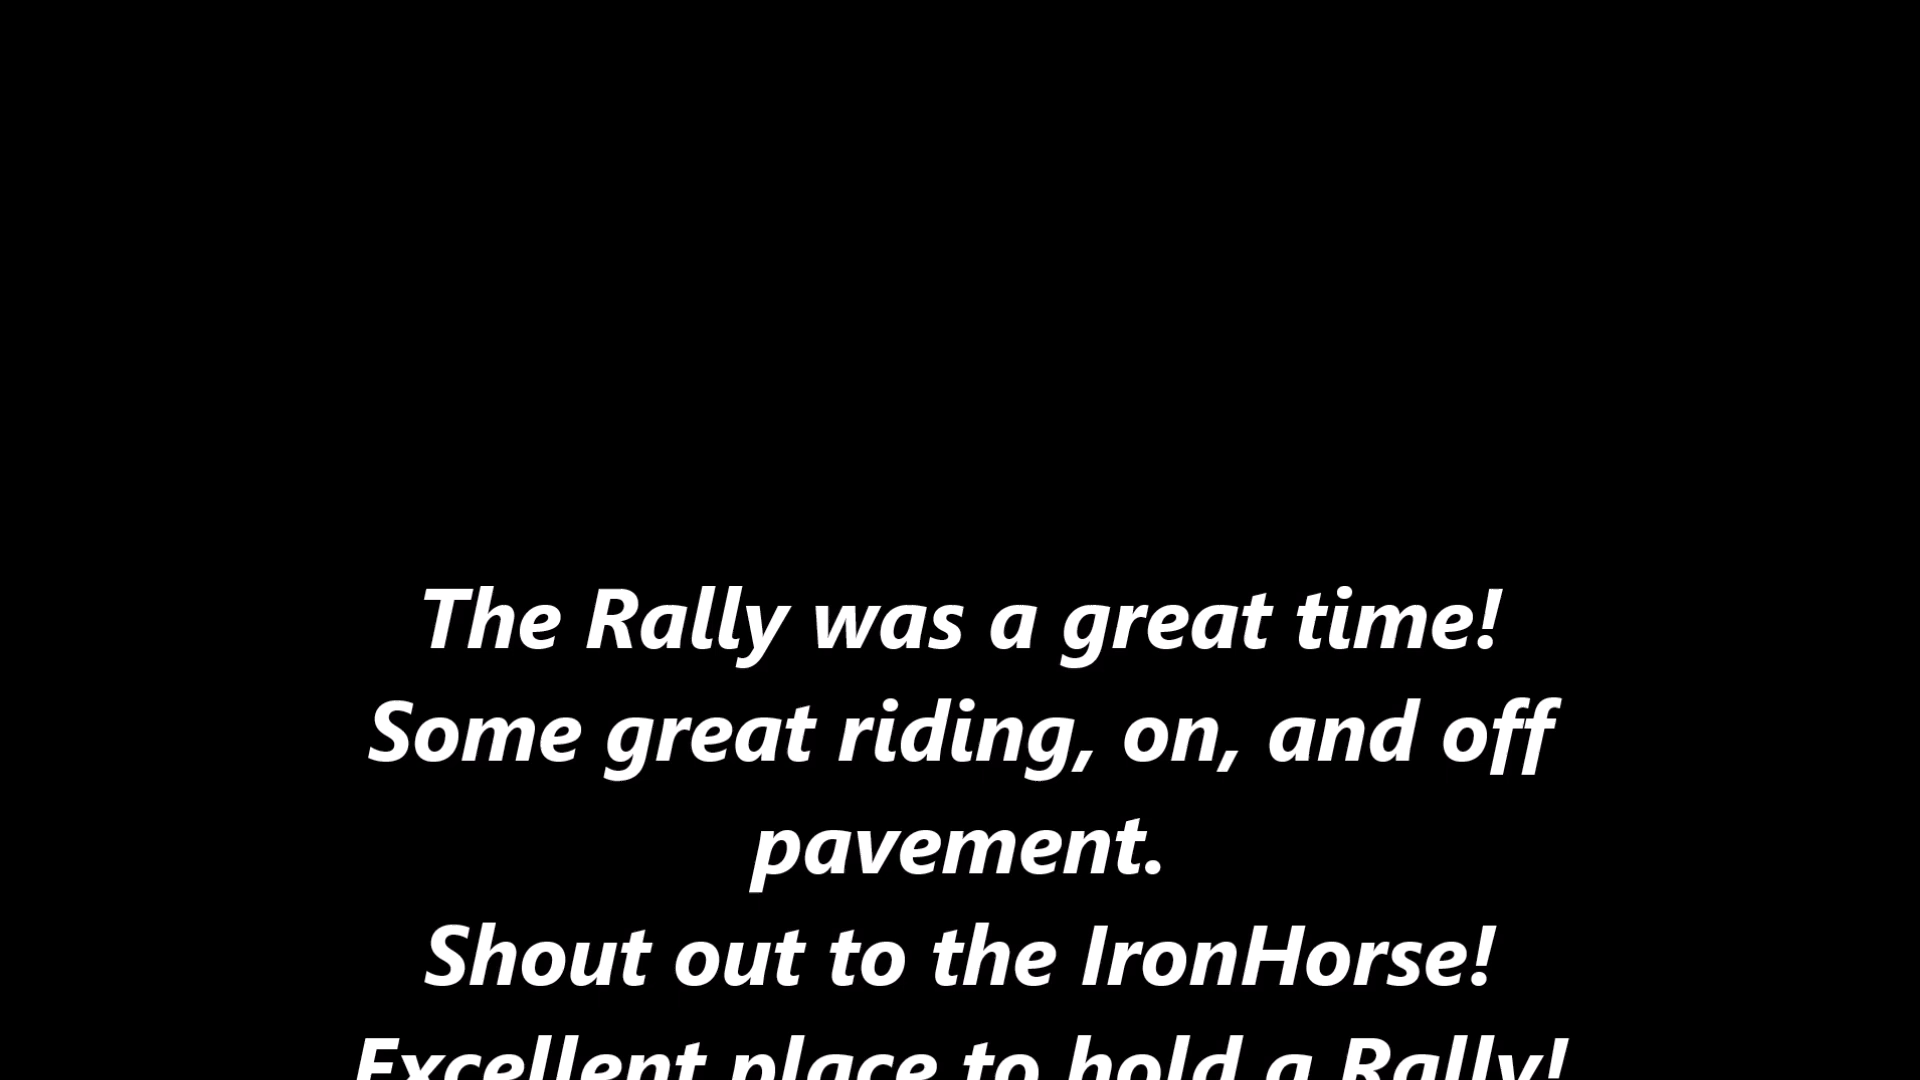 The Rally was a great time!
Some great riding, on, and off
pavement.
Shout out to the IronHorse!
Excellent place to hold a Rally!